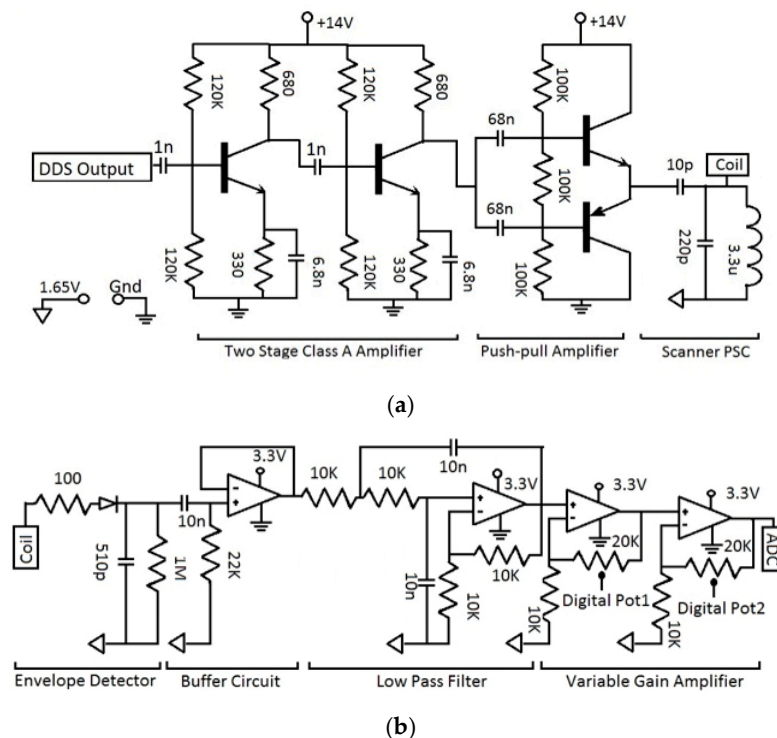 +14V
+14V
120K
680
120K
680
100K
1n
1n
68n
10p
Coil
DDS Output
100K
68n
220p
3.3u
120K
330
6.8n
120K
330
6.8n
100K
1.65V
Gnd
Two Stage Class A Amplifier
Push-pull Amplifier
Scanner PSC
(a)
3.3V
10n
100
10K
10K
3.3V
3.3V
3.3V
10n
Coil
510p
1M
22K
10n
10K
10K
20K
20K
ADC
Digital Pot1
Digital Pot2
10K
10K
Envelope Detector
Buffer Circuit
Low Pass Filter
Variable Gain Amplifier
(b)